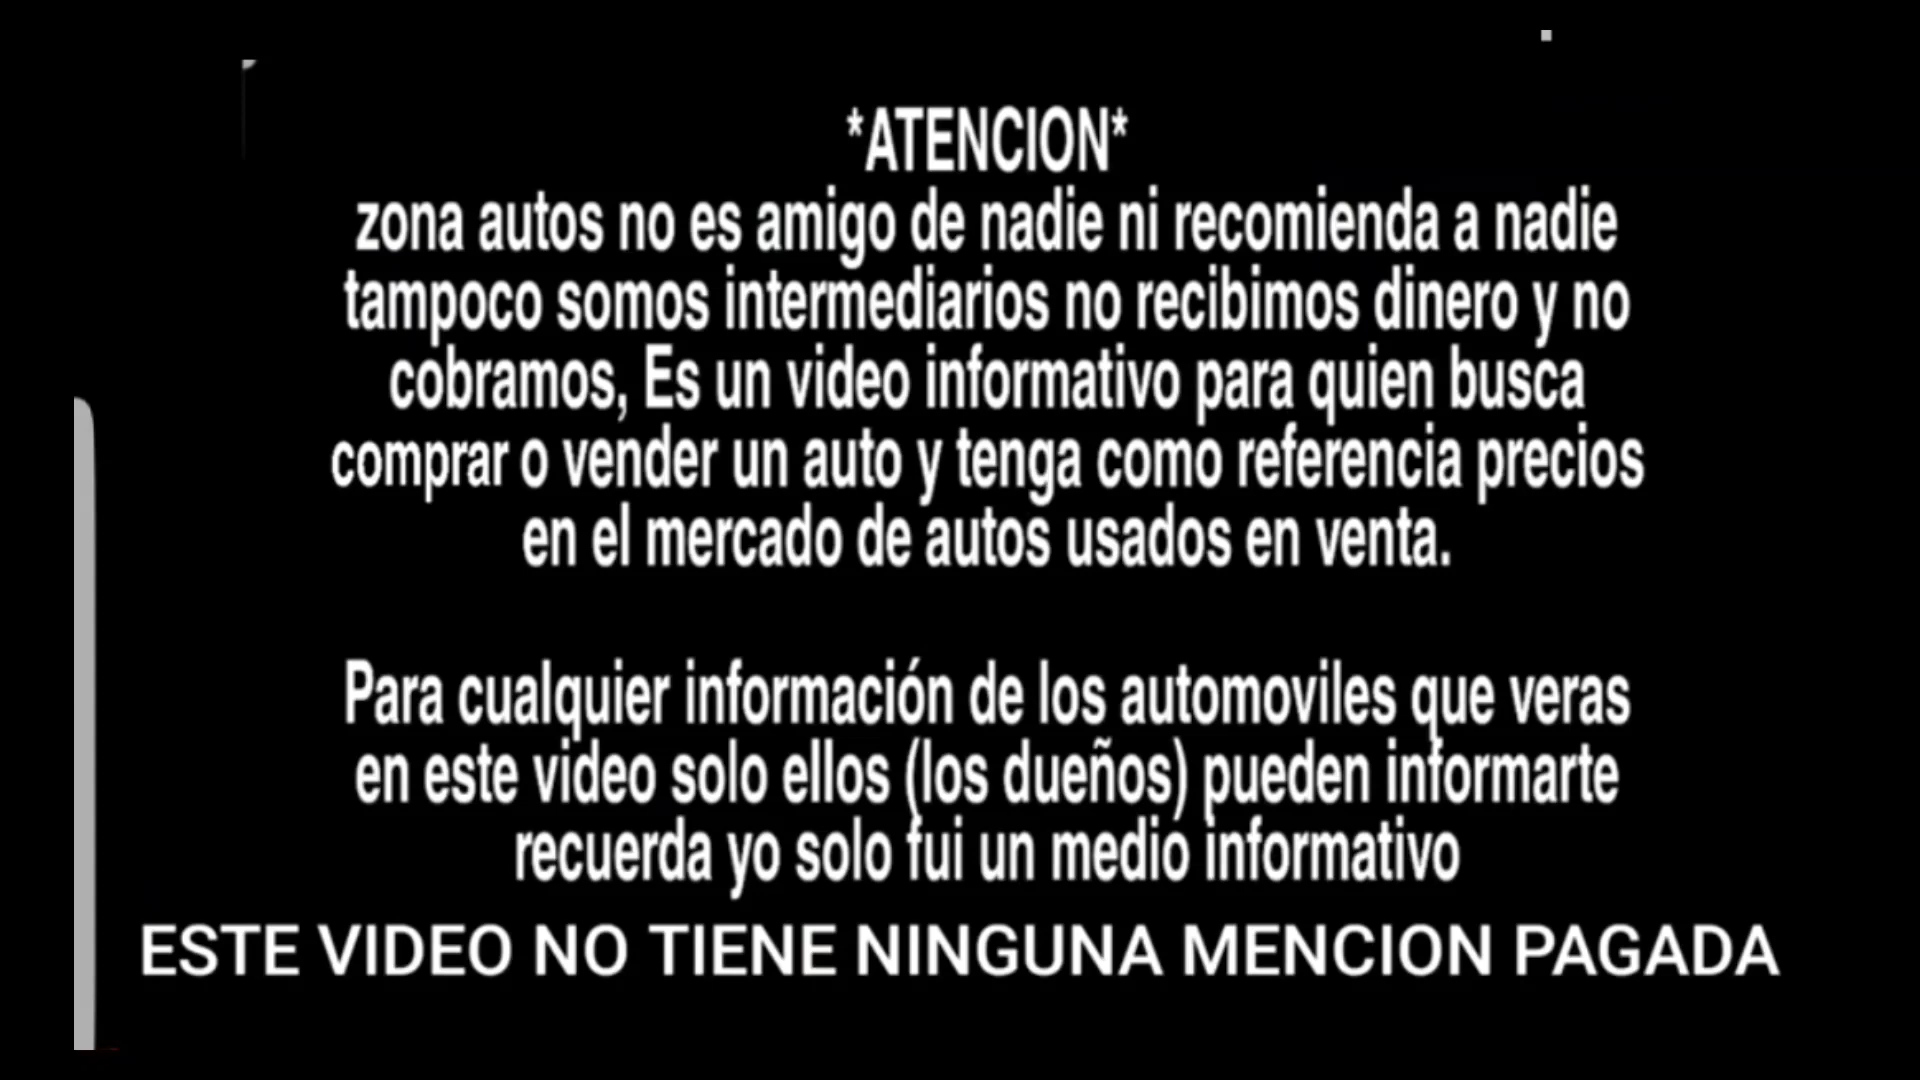 *ATENCION*
zona autos no es amigo de nadie ni recomienda a nadie
tampoco somos intermediarios no recibimos dinero y no
cobramos, Es un video informativo para quien busca
comprar o vender un auto y tenga como referencia precios
en el mercado de autos usados en venta.
Para cualquier información de los automoviles que veras
en este video solo ellos (los dueños) pueden informarte
recuerda yo solo fui un medio informativo
ESTE VIDEO NO TIENE NINGUNA MENCION PAGADA